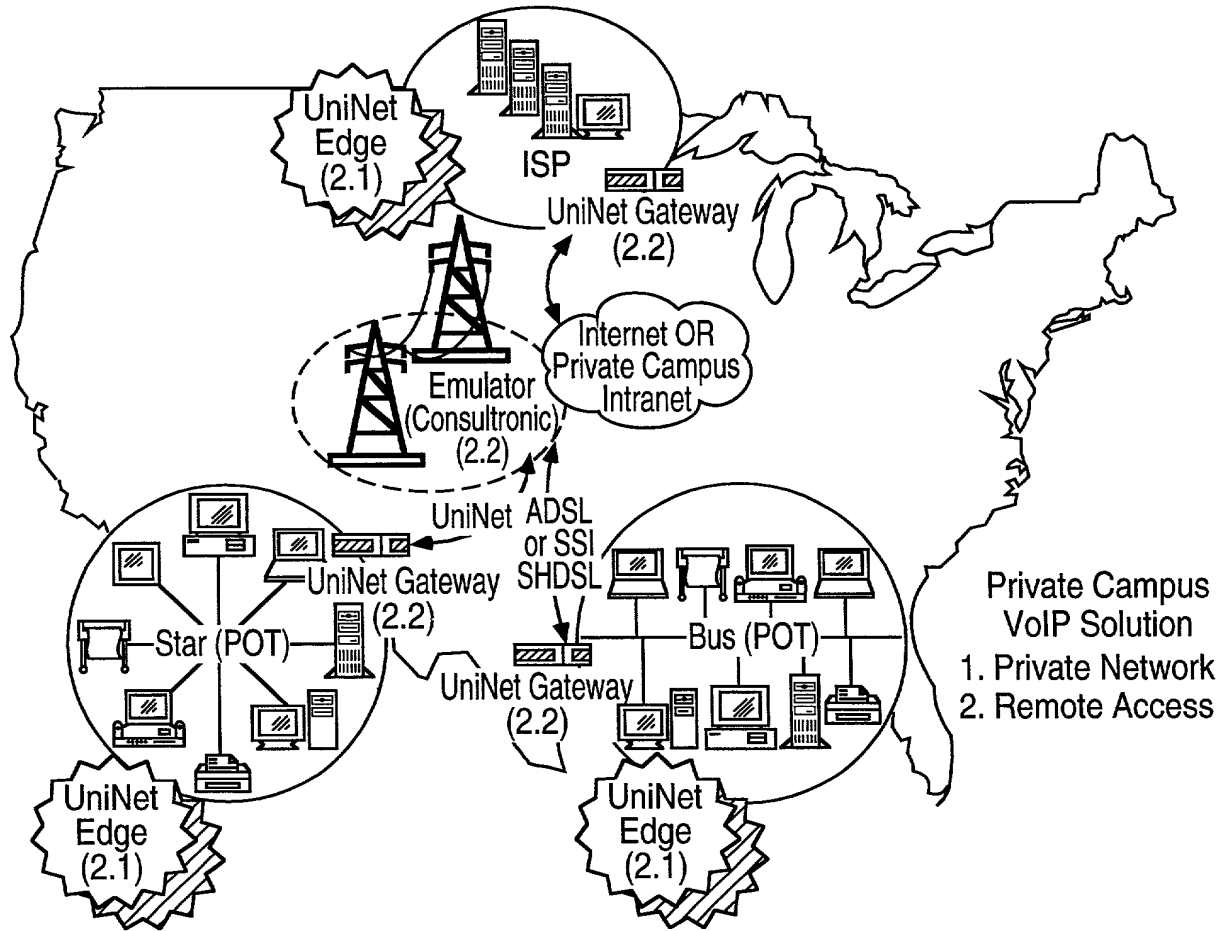 UniNet
Edge
(2.1)
ISP
UniNet Gateway
(2.2)
Internet OR
Private Campus
Intranet
Emulator
(Consultronic)
(2.2)
UniNet
ADSL
or SSI
SHDSL
UniNet Gateway
(2.2)
Star (POT)
Bus (POT)
UniNet Gateway
(2.2)
Private Campus
VoIP Solution
1. Private Network
2. Remote Access
UniNet
Edge
(2.1)
UniNet
Edge
(2.1)